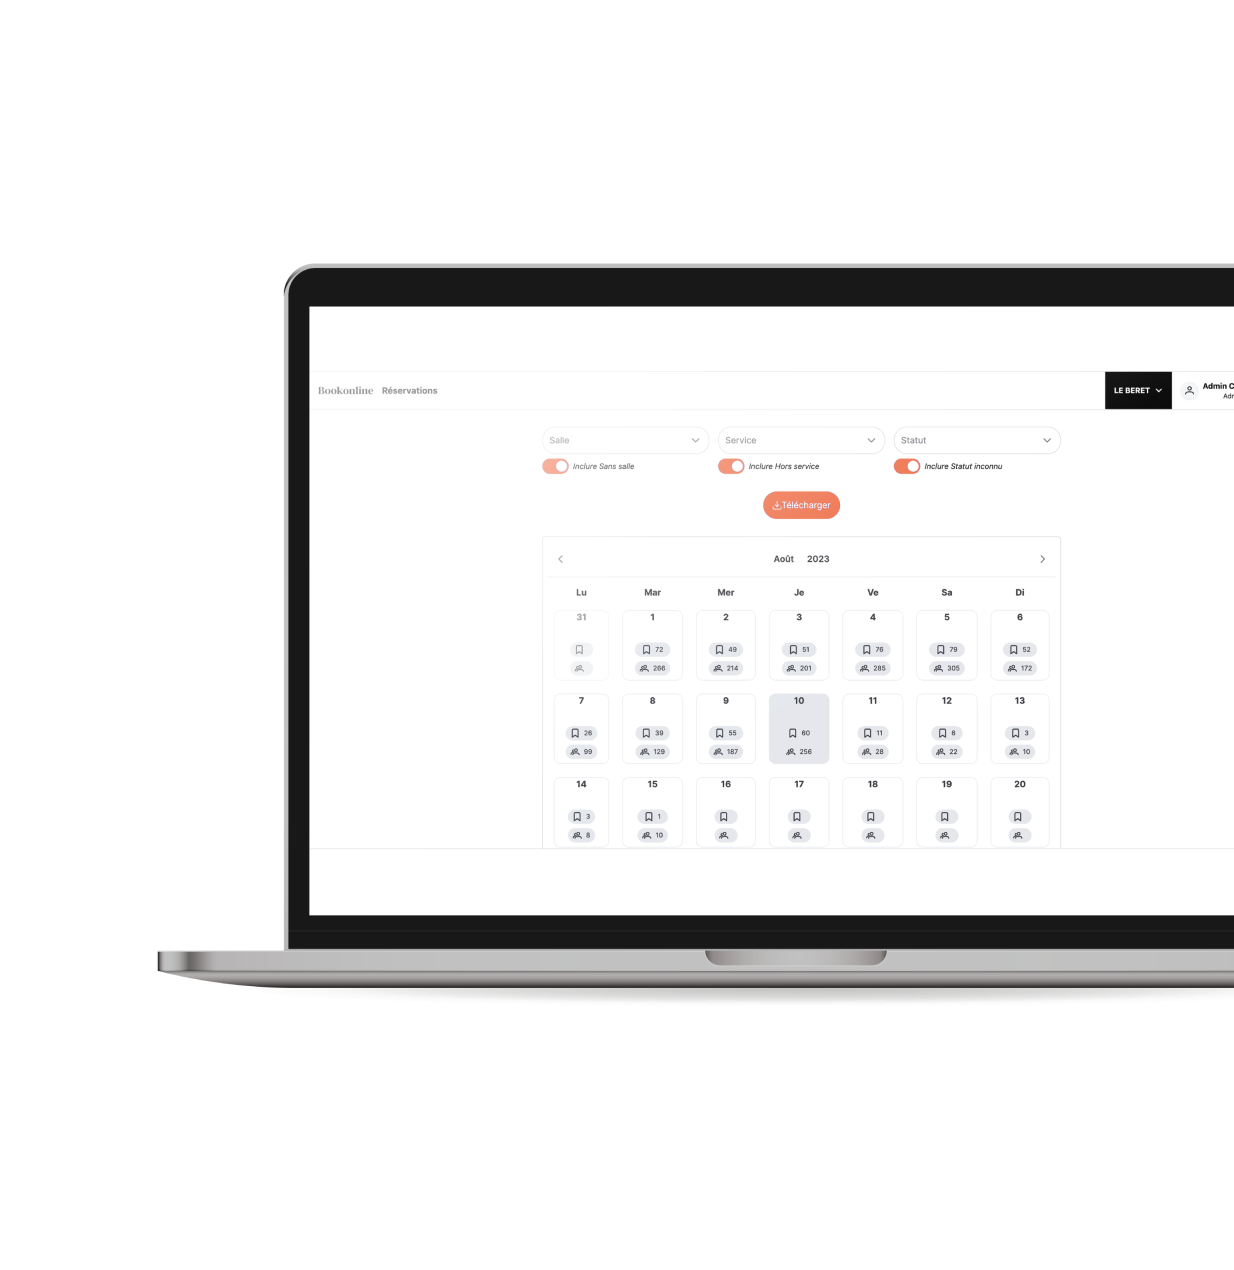 Bookonline Réservations LE BERET Admin C
Adr
Salle Service Statut
Inclure Sans salle Inclure Hors service Inclure Statut inconnu
Télécharger
Août 2023
Lu Mar Mer Je Ve Sa Di
31 1 2 3 4 5 6
72 49 51 76 79 52
266 214 201 285 305 172
7 8 9 10 11 12 13
26 39 55 60 11 6 3
99 129 187 256 28 22 10
14 15 16 17 18 19 20
3 1
8 10